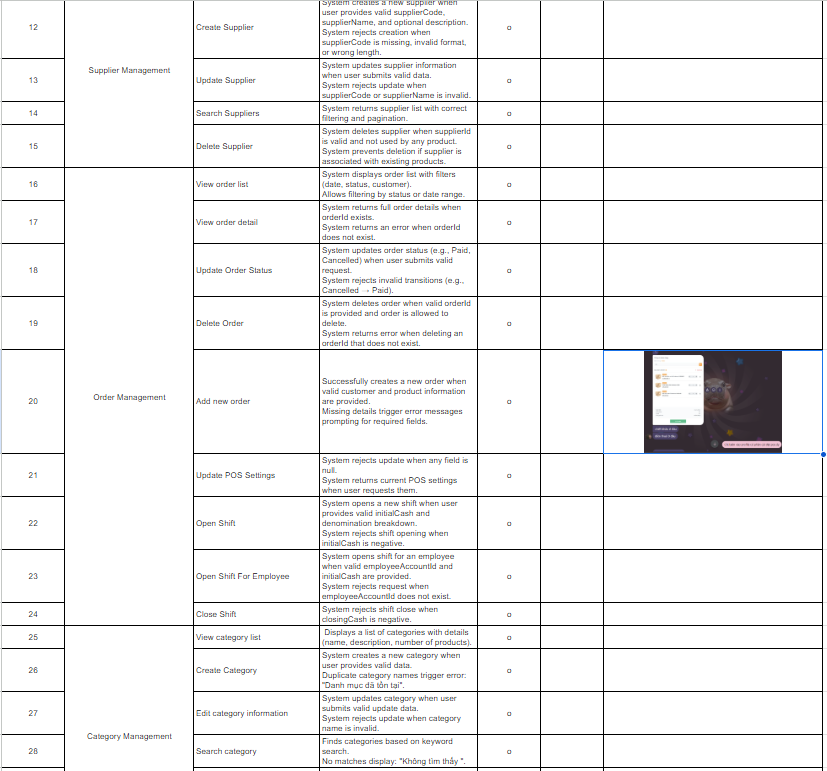 12
Supplier Management
Create Supplier
System creates a new supplier when
user provides valid supplierCode,
supplierName, and optional description.
System rejects creation when
supplierCode is missing, invalid format,
or wrong length.
o
13
Update Supplier
System updates supplier information
when user submits valid data.
System rejects update when
supplierCode or supplierName is invalid.
o
14
Search Suppliers
System returns supplier list with correct
filtering and pagination.
o
15
Delete Supplier
System deletes supplier when supplierId
is valid and not used by any product.
System prevents deletion if supplier is
associated with existing products.
o
16
Order Management
View order list
System displays order list with filters
(date, status, customer).
Allows filtering by status or date range.
o
17
View order detail
System returns full order details when
orderId exists.
System returns an error when orderId
does not exist.
o
18
Update Order Status
System updates order status (e.g., Paid,
Cancelled) when user submits valid
request.
System rejects invalid transitions (e.g.,
Cancelled → Paid).
o
19
Delete Order
System deletes order when valid orderId
is provided and order is allowed to
delete.
System returns error when deleting an
orderId that does not exist.
o
20
Add new order
Successfully creates a new order when
valid customer and product information
are provided.
Missing details trigger error messages
prompting for required fields.
o
21
Update POS Settings
System rejects update when any field is
null.
System returns current POS settings
when user requests them.
o
22
Open Shift
System opens a new shift when user
provides valid initialCash and
denomination breakdown.
System rejects shift opening when
initialCash is negative.
o
23
Open Shift For Employee
System opens shift for an employee
when valid employeeAccountId and
initialCash are provided.
System rejects request when
employeeAccountId does not exist.
o
24
Close Shift
System rejects shift close when
closingCash is negative.
o
25
Category Management
View category list
Displays a list of categories with details
(name, description, number of products).
o
26
Create Category
System creates a new category when
user provides valid data.
Duplicate category names trigger error:
"Danh mục đã tồn tại".
o
27
Edit category information
System updates category when user
submits valid update data.
System rejects update when category
name is invalid.
o
28
Search category
Finds categories based on keyword
search.
No matches display: "Không tìm thấy ".
o